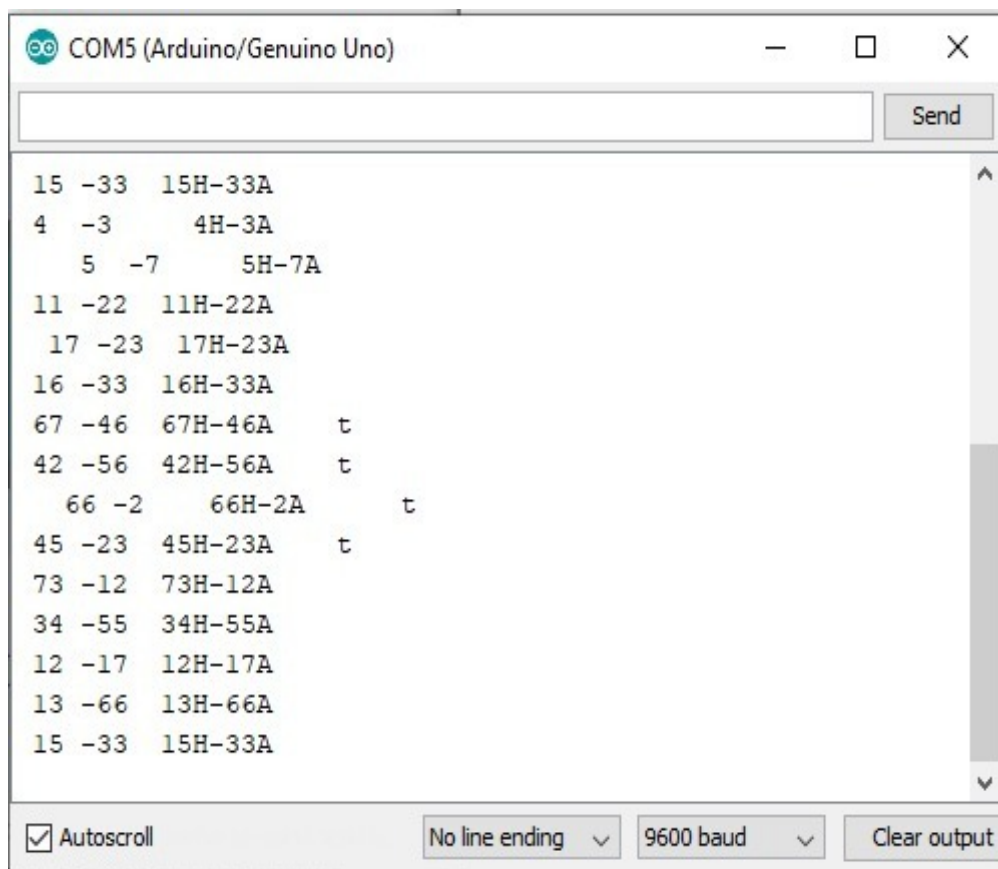 COM5 (Arduino/Genuino Uno)
Send
15 -33  15H-33A
4  -3     4H-3A
   5  -7     5H-7A
11 -22  11H-22A
 17 -23  17H-23A
16 -33  16H-33A
67 -46  67H-46A    t
42 -56  42H-56A    t
  66 -2    66H-2A      t
45 -23  45H-23A    t
73 -12  73H-12A
34 -55  34H-55A
12 -17  12H-17A
13 -66  13H-66A
15 -33  15H-33A
Autoscroll No line ending 9600 baud Clear output